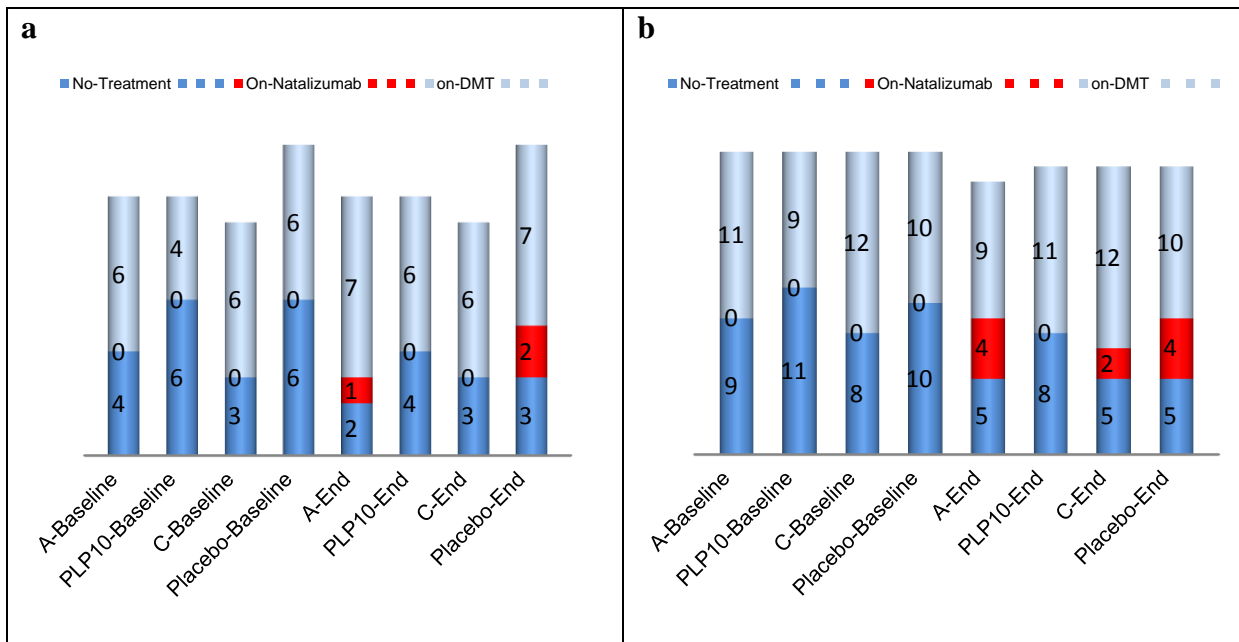 a
No-Treatment On-Natalizumab on-DMT
6 4 6 6 7 6 6 7
0 0 0 0 1 0 0 2
4 6 3 6 2 4 3 3
A-Baseline PLP10-Baseline C-Baseline Placebo-Baseline A-End PLP10-End C-End Placebo-End
b
No-Treatment On-Natalizumab on-DMT
11 9 12 10 9 11 12 10
0 0 0 0 4 0 2 4
9 11 8 10 5 8 5 5
A-Baseline PLP10-Baseline C-Baseline Placebo-Baseline A-End PLP10-End C-End Placebo-End